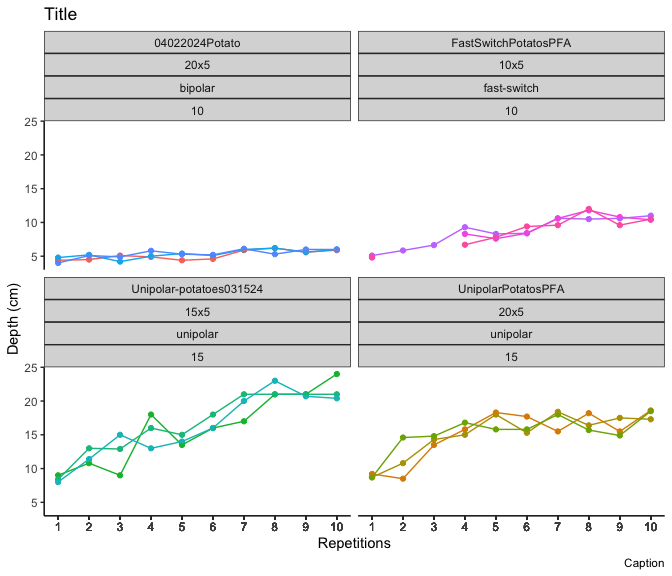 Title
04022024Potato
20x5
bipolar
10
FastSwitchPotatosPFA
10x5
fast-switch
10
25
20
15
10
5
Depth (cm)
Unipolar-potatoes031524
15x5
unipolar
15
UnipolarPotatosPFA
20x5
unipolar
15
25
20
15
10
5
1 2 3 4 5 6 7 8 9 10
1 2 3 4 5 6 7 8 9 10
Repetitions
Caption